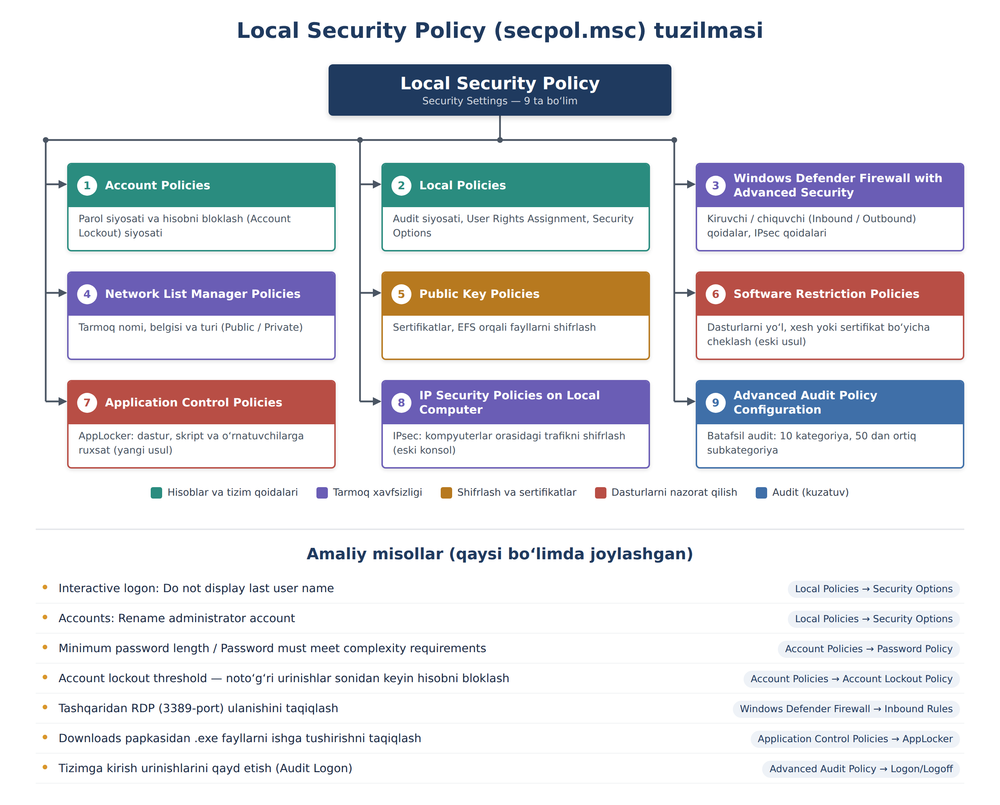 Local Security Policy (secpol.msc) tuzilmasi
Local Security Policy
Security Settings — 9 ta bo‘lim
1
Account Policies
Parol siyosati va hisobni bloklash (Account
Lockout) siyosati
2
Local Policies
Audit siyosati, User Rights Assignment, Security
Options
3
Windows Defender Firewall with
Advanced Security
Kiruvchi / chiquvchi (Inbound / Outbound)
qoidalar, IPsec qoidalari
4
Network List Manager Policies
Tarmoq nomi, belgisi va turi (Public / Private)
5
Public Key Policies
Sertifikatlar, EFS orqali fayllarni shifrlash
6
Software Restriction Policies
Dasturlarni yo‘l, xesh yoki sertifikat bo‘yicha
cheklash (eski usul)
7
Application Control Policies
AppLocker: dastur, skript va o‘rnatuvchilarga
ruxsat (yangi usul)
8
IP Security Policies on Local
Computer
IPsec: kompyuterlar orasidagi trafikni shifrlash
(eski konsol)
9
Advanced Audit Policy
Configuration
Batafsil audit: 10 kategoriya, 50 dan ortiq
subkategoriya
Hisoblar va tizim qoidalari
Tarmoq xavfsizligi
Shifrlash va sertifikatlar
Dasturlarni nazorat qilish
Audit (kuzatuv)
Amaliy misollar (qaysi bo‘limda joylashgan)
Interactive logon: Do not display last user name
Local Policies → Security Options
Accounts: Rename administrator account
Local Policies → Security Options
Minimum password length / Password must meet complexity requirements
Account Policies → Password Policy
Account lockout threshold — noto‘g‘ri urinishlar sonidan keyin hisobni bloklash
Account Policies → Account Lockout Policy
Tashqaridan RDP (3389-port) ulanishini taqiqlash
Windows Defender Firewall → Inbound Rules
Downloads papkasidan .exe fayllarni ishga tushirishni taqiqlash
Application Control Policies → AppLocker
Tizimga kirish urinishlarini qayd etish (Audit Logon)
Advanced Audit Policy → Logon/Logoff